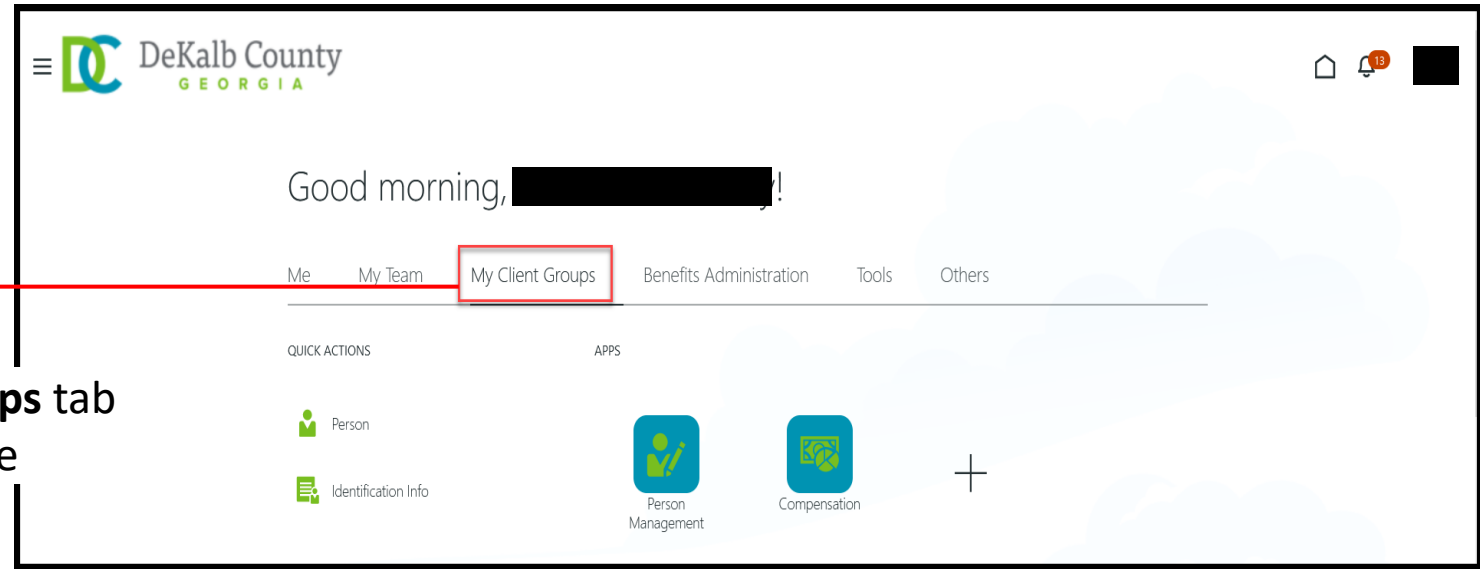 DC DeKalb County
GEORGIA
13
Good morning, !
Me My Team My Client Groups Benefits Administration Tools Others
QUICK ACTIONS APPS
ps tab
Person
e
Identification Info
Person
Management
Compensation